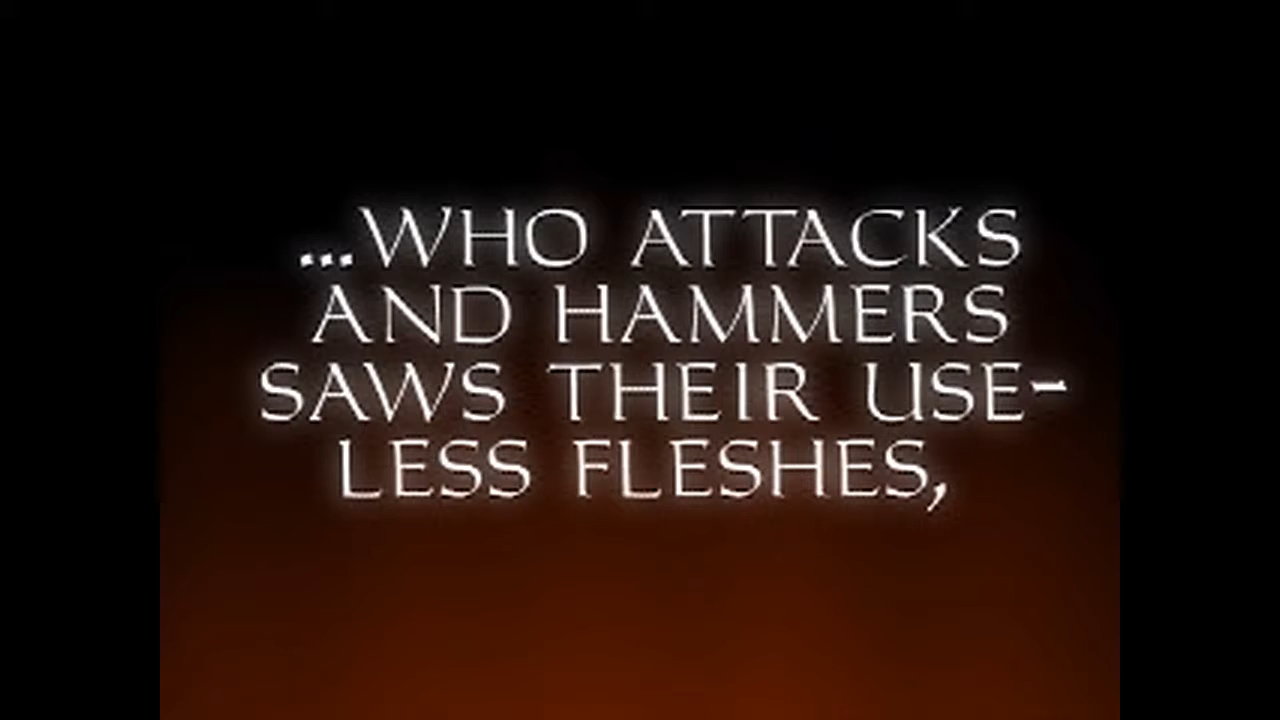 ...WHO ATTACKS
AND HAMMERS
SAWS THEIR USE-
LESS FLESHES,